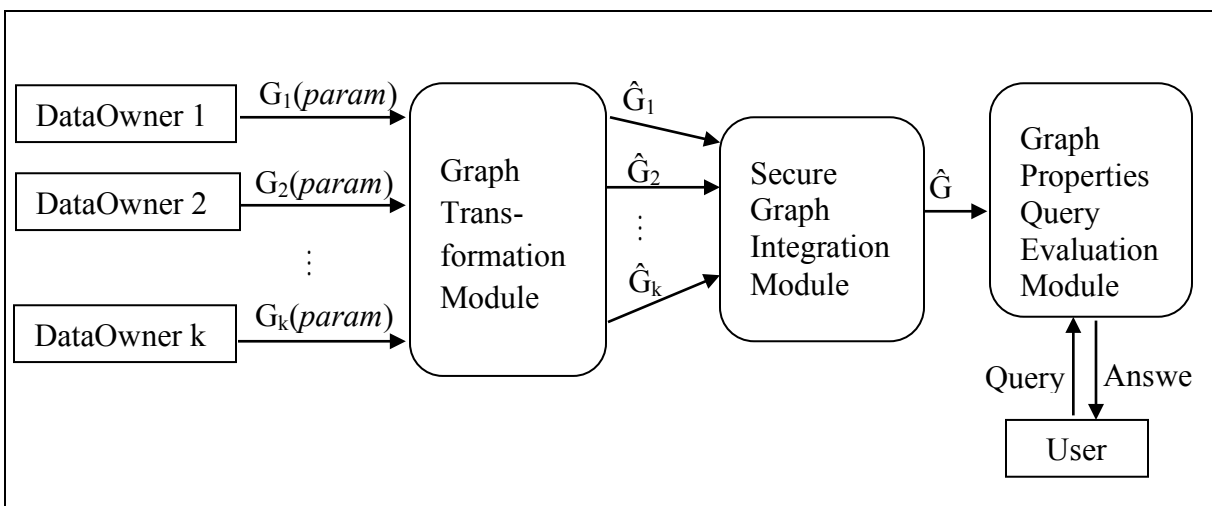 DataOwner 1
G₁(param)
DataOwner 2
G₂(param)
⋮
DataOwner k
Gₖ(param)
Graph
Trans-
formation
Module
Ĝ₁
Ĝ₂
⋮
Ĝₖ
Secure
Graph
Integration
Module
Ĝ
Graph
Properties
Query
Evaluation
Module
Query
Answe
User